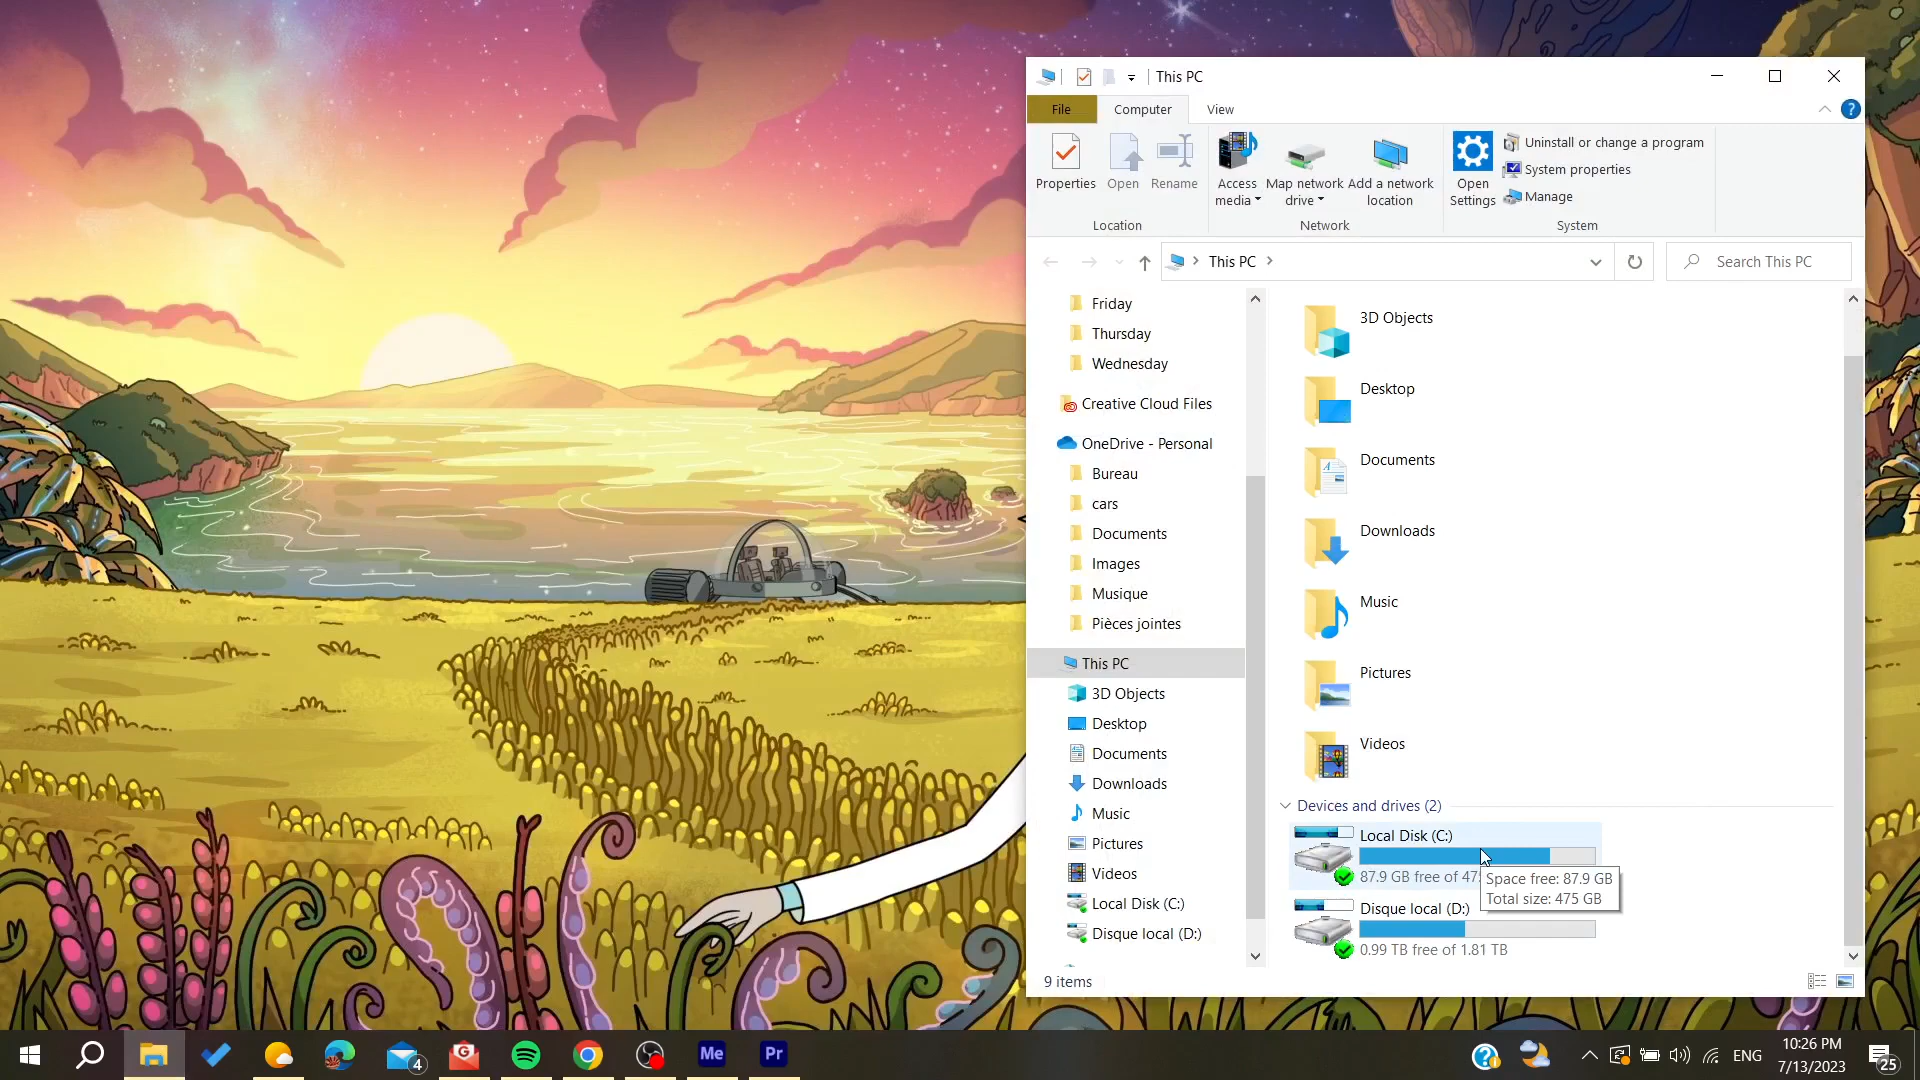 This PC
File
Computer
View
?
Properties
Open
Rename
Access media
Map network drive
Add a network location
Open Settings
Uninstall or change a program
System properties
Manage
Location
Network
System
This PC
Search This PC
Friday
Thursday
Wednesday
Creative Cloud Files
OneDrive - Personal
Bureau
cars
Documents
Images
Musique
Pièces jointes
This PC
3D Objects
Desktop
Documents
Downloads
Music
Pictures
Videos
Local Disk (C:)
Disque local (D:)
3D Objects
Desktop
Documents
Downloads
Music
Pictures
Videos
Devices and drives (2)
Local Disk (C:)
87.9 GB free of 47
Space free: 87.9 GB
Total size: 475 GB
Disque local (D:)
0.99 TB free of 1.81 TB
9 items
4
G
Me
Pr
?
ENG
10:26 PM
7/13/2023
25